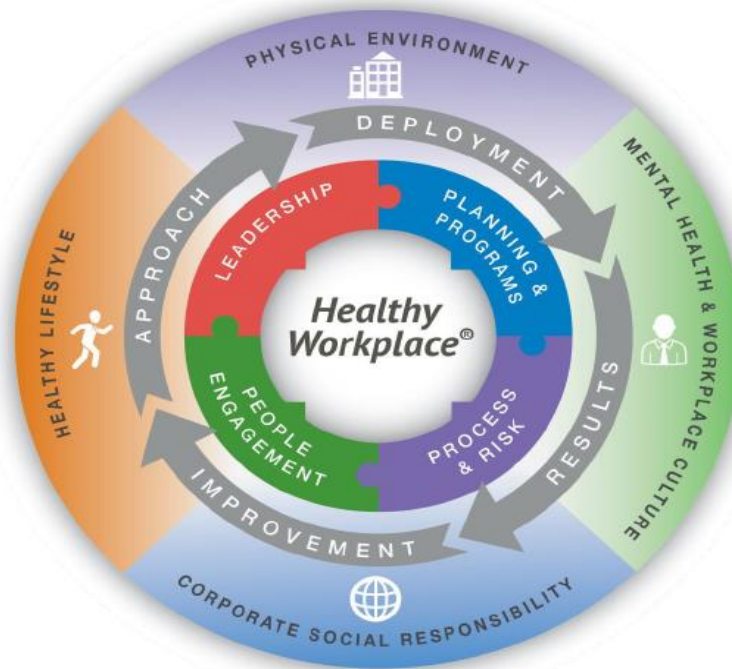 PHYSICAL ENVIRONMENT
MENTAL HEALTH & WORKPLACE CULTURE
CORPORATE SOCIAL RESPONSIBILITY
HEALTHY LIFESTYLE
APPROACH
DEPLOYMENT
RESULTS
IMPROVEMENT
LEADERSHIP
PLANNING &
PROGRAMS
PROCESS
& RISK
PEOPLE
ENGAGEMENT
Healthy
Workplace®